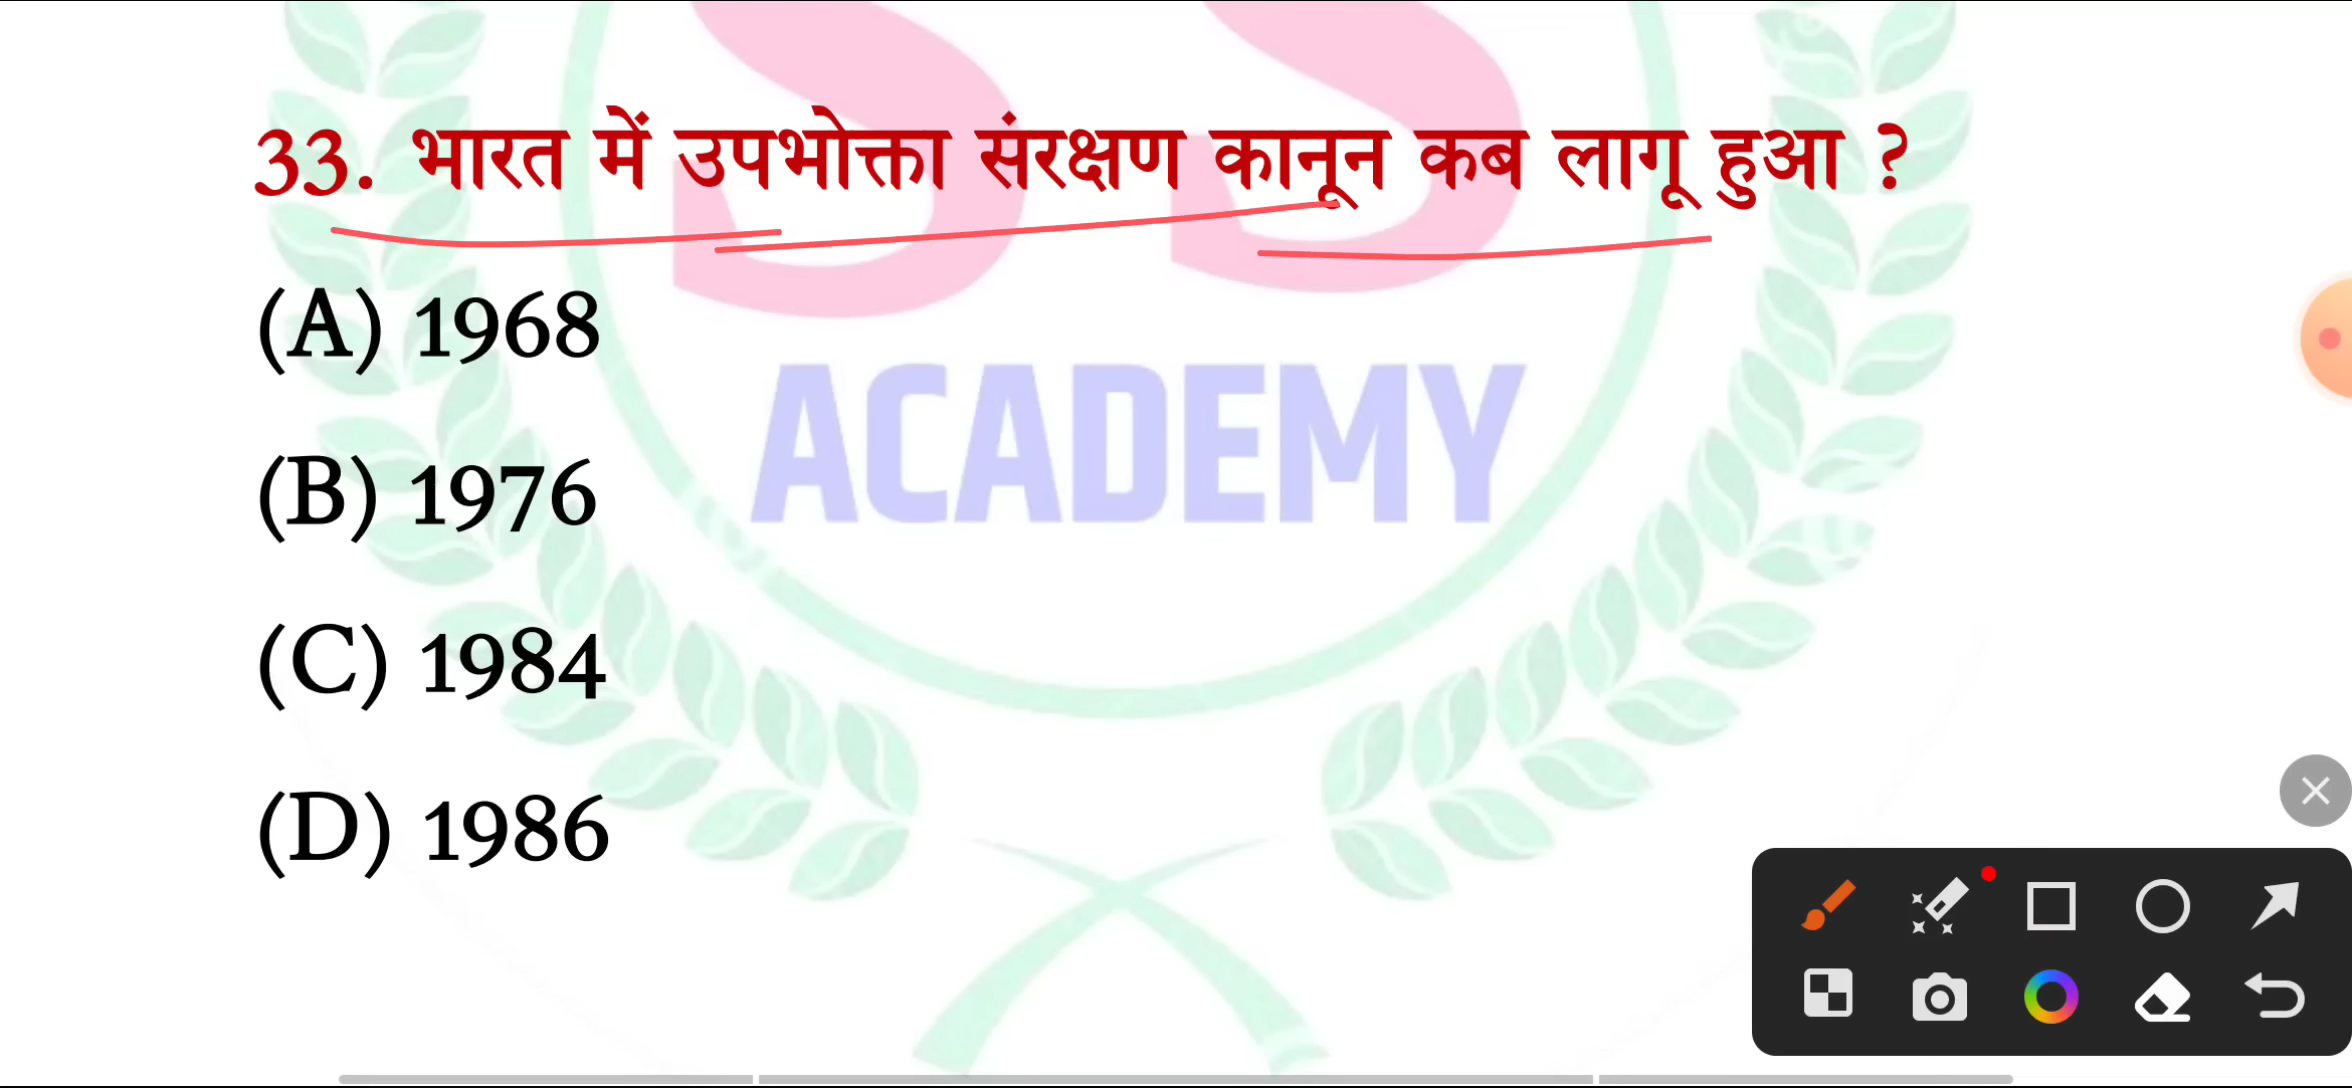 S S
33. भारत में उपभोक्ता संरक्षण कानून कब लागू हुआ ?
(A) 1968
ACADEMY
(B) 1976
(C) 1984
(D) 1986